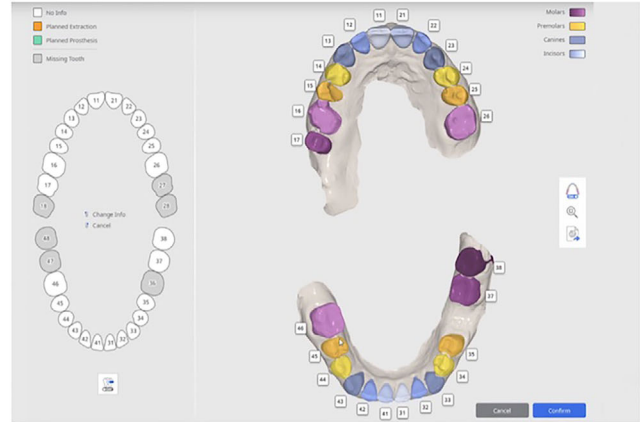 No Info
Planned Extraction
Planned Prosthesis
Missing Tooth
11 21
12 22
13 23
14 24
15 25
16 26
17 27
18 28
Change Info
Cancel
48 38
47 37
46 36
45 35
44 34
43 33
42 41 31 32
11 21
12 22
13 23
14 24
15 25
16 26
17
38
37
46
45 35
44 34
43 33
42 41 31 32
Molars
Premolars
Canines
Incisors
Cancel
Confirm